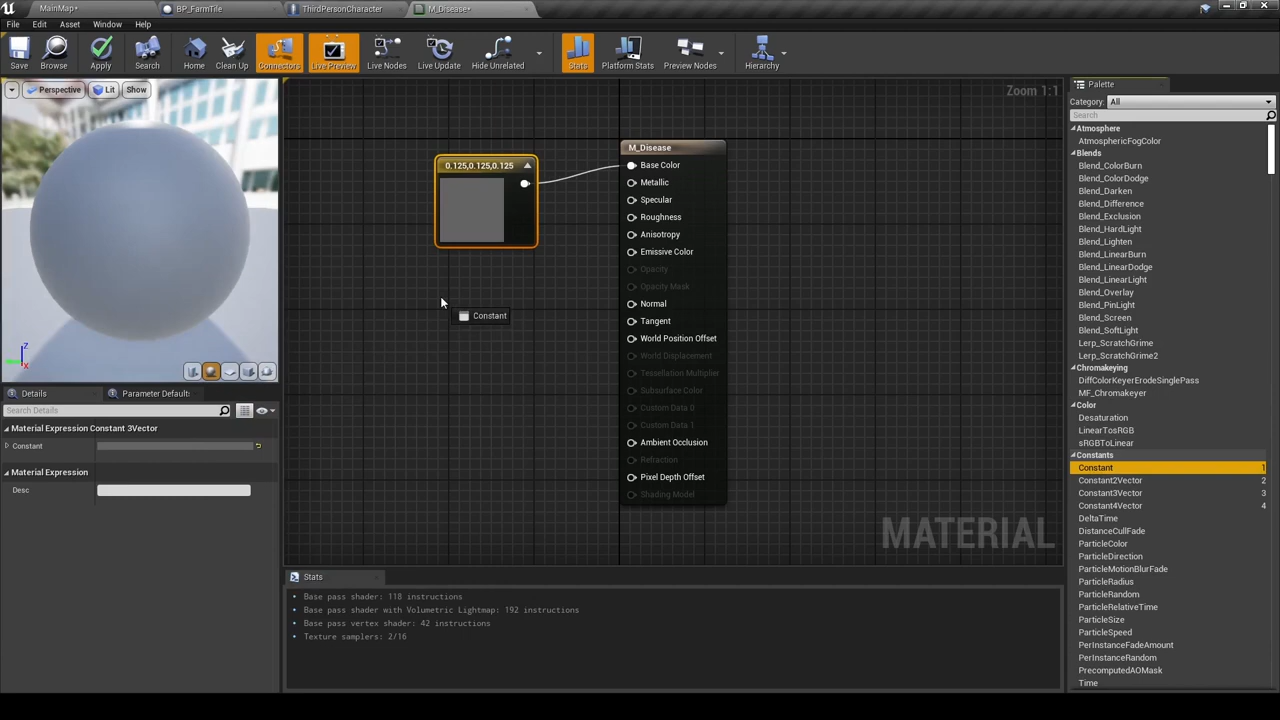 MainMap*
BP_FarmTile
ThirdPersonCharacter
M_Disease*
File Edit Asset Window Help
Save
Browse
Apply
Search
Home
Clean Up
Connectors
Live Preview
Live Nodes
Live Update
Hide Unrelated
Stats
Platform Stats
Preview Nodes
Hierarchy
Perspective
Lit
Show
Zoom 1:1
0.125,0.125,0.125
Constant
M_Disease
Base Color
Metallic
Specular
Roughness
Anisotropy
Emissive Color
Opacity
Opacity Mask
Normal
Tangent
World Position Offset
World Displacement
Tessellation Multiplier
Subsurface Color
Custom Data 0
Custom Data 1
Ambient Occlusion
Refraction
Pixel Depth Offset
Shading Model
MATERIAL
Z
X
Details
Parameter Default:
Search Details
Material Expression Constant 3Vector
Constant
Material Expression
Desc
Stats
Base pass shader: 118 instructions
Base pass shader with Volumetric Lightmap: 192 instructions
Base pass vertex shader: 42 instructions
Texture samplers: 2/16
Palette
Category: All
Search
Atmosphere
AtmosphericFogColor
Blends
Blend_ColorBurn
Blend_ColorDodge
Blend_Darken
Blend_Difference
Blend_Exclusion
Blend_HardLight
Blend_Lighten
Blend_LinearBurn
Blend_LinearDodge
Blend_LinearLight
Blend_Overlay
Blend_PinLight
Blend_Screen
Blend_SoftLight
Lerp_ScratchGrime
Lerp_ScratchGrime2
Chromakeying
DiffColorKeyerErodeSinglePass
MF_Chromakeyer
Color
Desaturation
LinearTosRGB
sRGBToLinear
Constants
Constant 1
Constant2Vector 2
Constant3Vector 3
Constant4Vector 4
DeltaTime
DistanceCullFade
ParticleColor
ParticleDirection
ParticleMotionBlurFade
ParticleRadius
ParticleRandom
ParticleRelativeTime
ParticleSize
ParticleSpeed
PerInstanceFadeAmount
PerInstanceRandom
PrecomputedAOMask
Time